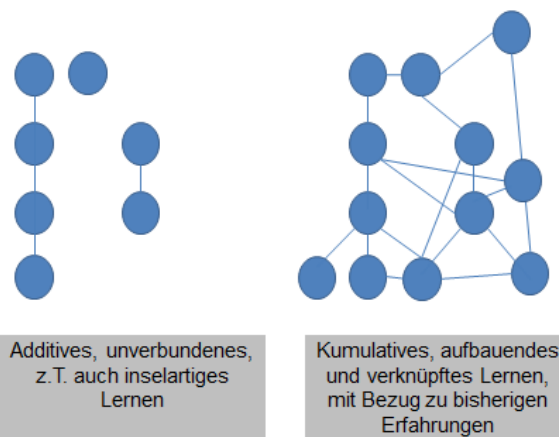 Additives, unverbundenes,
z.T. auch inselartiges
Lernen
Kumulatives, aufbauendes
und verknüpftes Lernen,
mit Bezug zu bisherigen
Erfahrungen